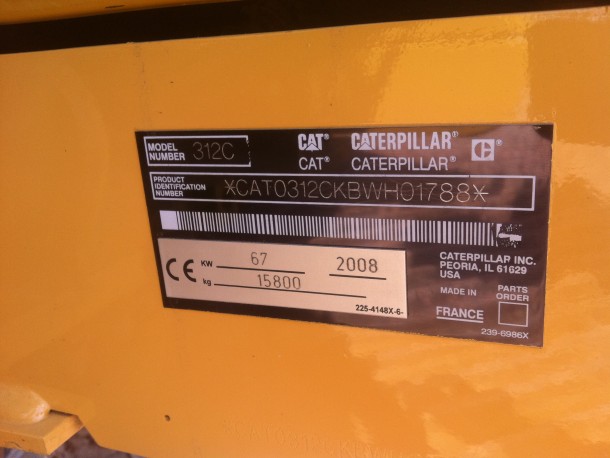 MODEL NUMBER 312C
CAT® CATERPILLAR® C®
CAT® CATERPILLAR®
PRODUCT IDENTIFICATION NUMBER *CAT0312CKBWH01788*
CE KW 67 2008
kg 15800
225-4148X-6-
CATERPILLAR INC.
PEORIA, IL 61629
USA
MADE IN FRANCE
PARTS ORDER
239-6986X